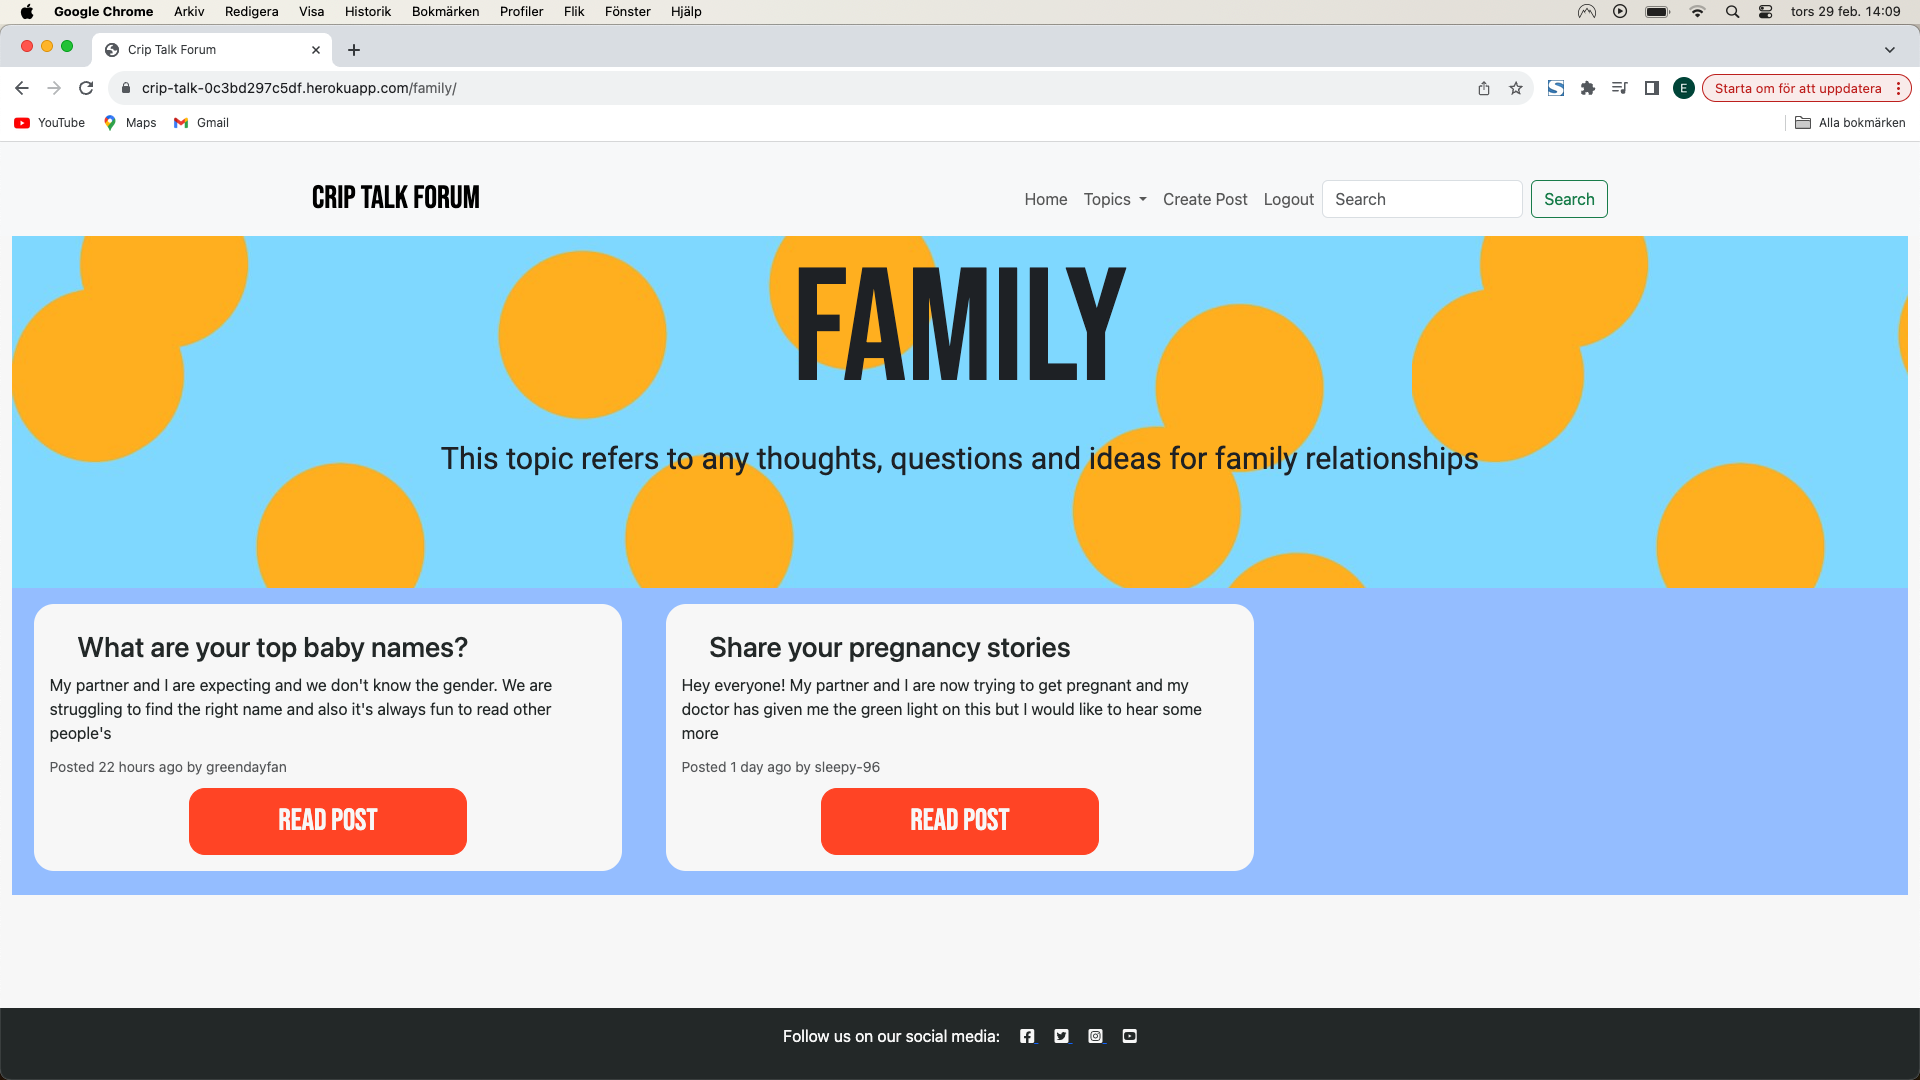 Google Chrome Arkiv Redigera Visa Historik Bokmärken Profiler Flik Fönster Hjälp tors 29 feb. 14:09
Crip Talk Forum
crip-talk-0c3bd297c5df.herokuapp.com/family/ E Starta om för att uppdatera
YouTube Maps Gmail Alla bokmärken
CRIP TALK FORUM Home Topics Create Post Logout Search Search
FAMILY
This topic refers to any thoughts, questions and ideas for family relationships
What are your top baby names?
My partner and I are expecting and we don't know the gender. We are
struggling to find the right name and also it's always fun to read other
people's
Posted 22 hours ago by greendayfan
READ POST
Share your pregnancy stories
Hey everyone! My partner and I are now trying to get pregnant and my
doctor has given me the green light on this but I would like to hear some
more
Posted 1 day ago by sleepy-96
READ POST
Follow us on our social media: